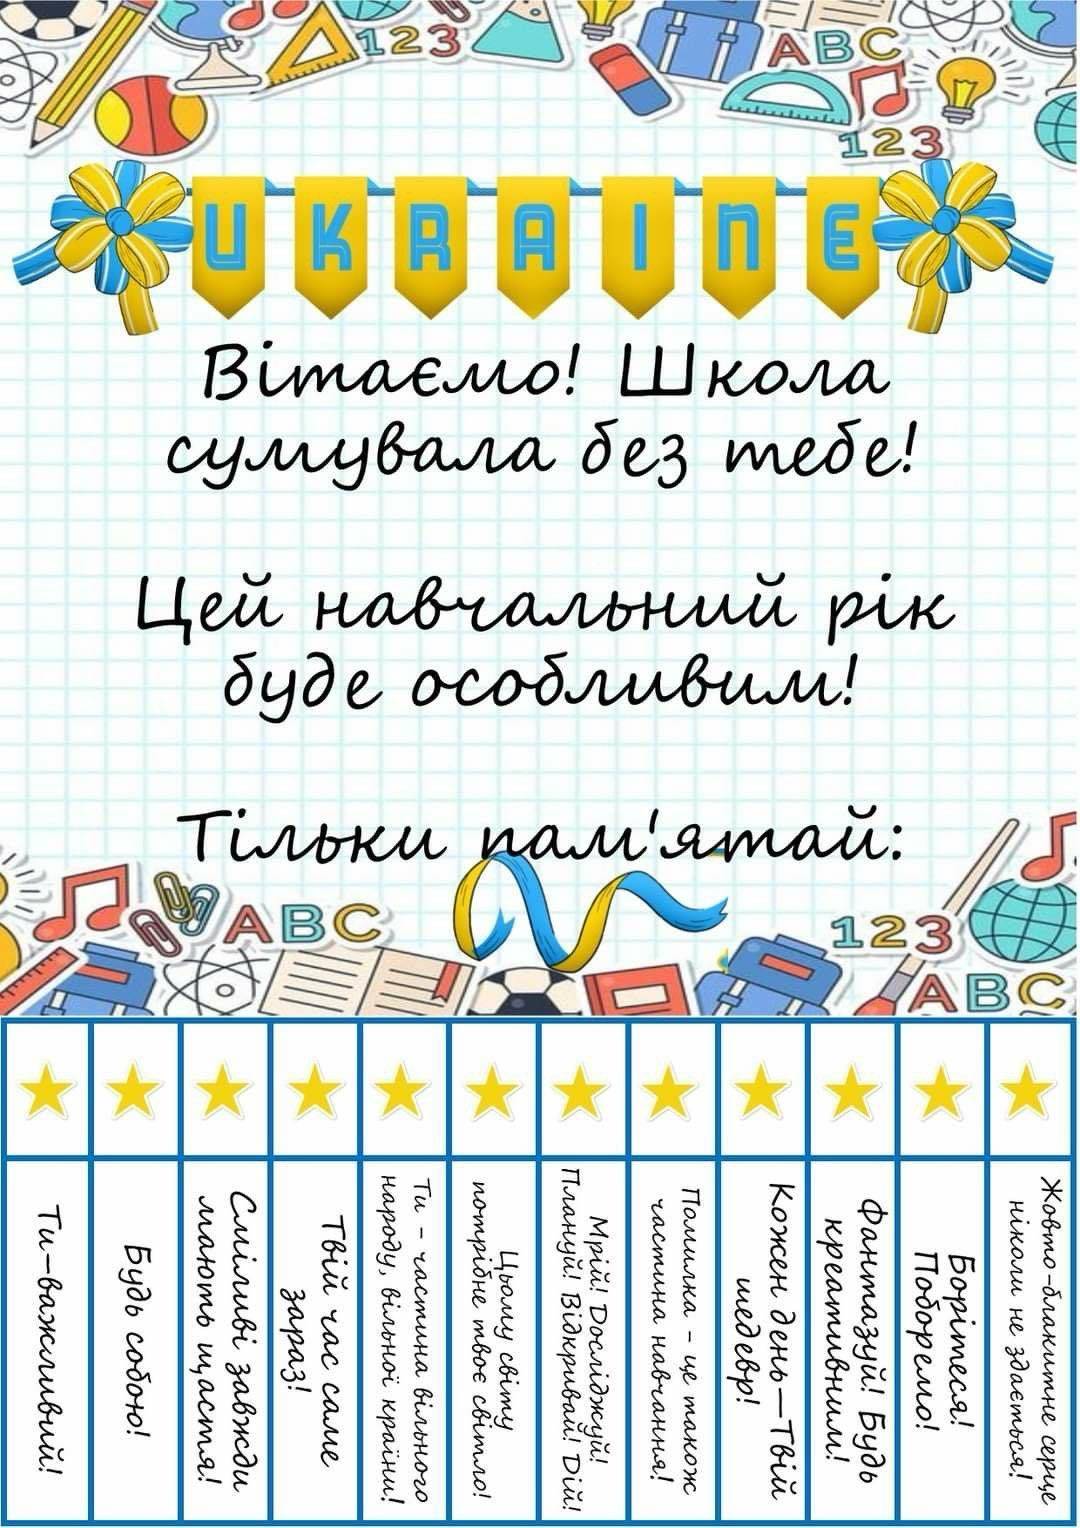 123
ABC
123
UKRAINE
Вітаємо! Школа
сумувала без тебе!
Цей навчальний рік
буде особливим!
Тільки пам'ятай:
ABC
123
ABC
Ти–важливий!
Будь собою!
Сміливі завжди
мають щастя!
Твій час саме
зараз!
Ти - частина вільного
народу, вільної країни!
Цьому світу
потрібне твоє світло!
Мрій! Досліджуй!
Плануй! Відкривай! Дій!
Помилка - це також
частина навчання!
Кожен день—Твій
шедевр!
Фантазуй! Будь
креативним!
Борітеся!
Поборемо!
Жовто-блакитне серце
ніколи не здається!